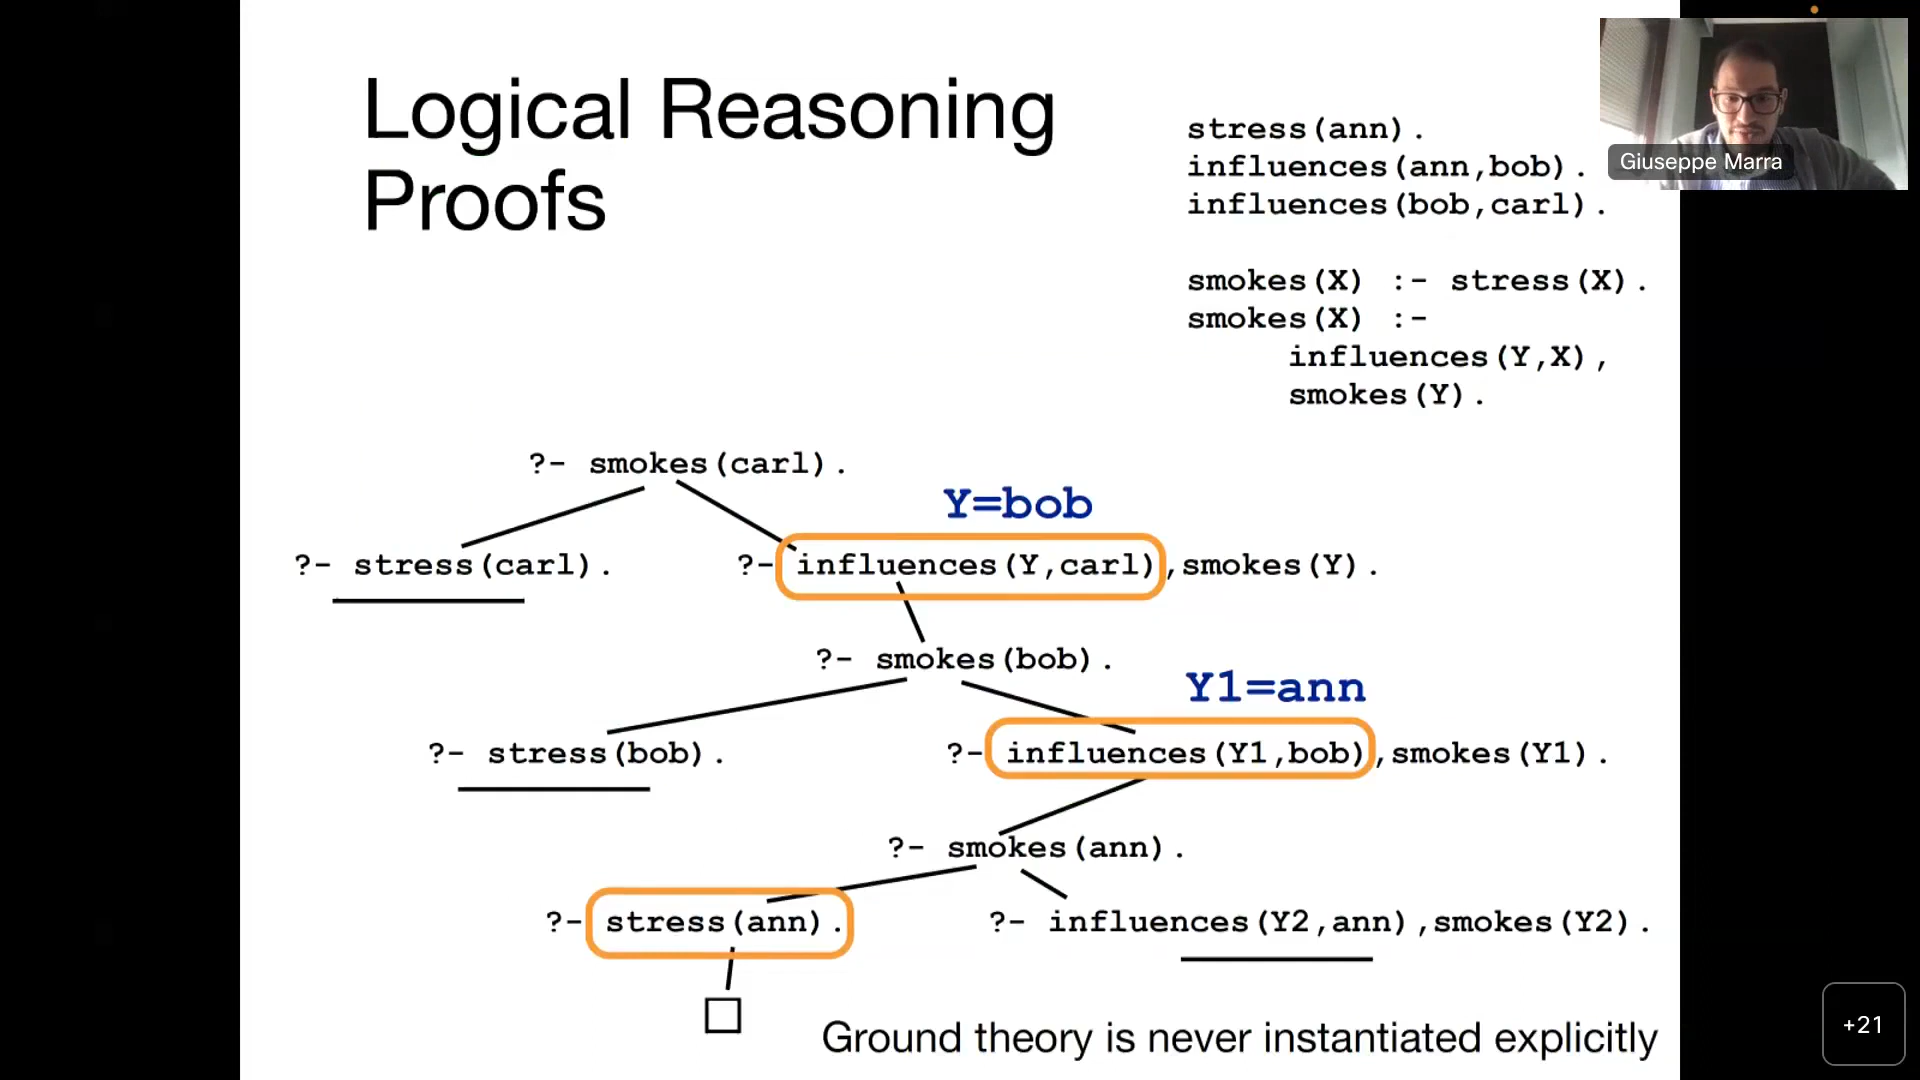 Logical Reasoning
Proofs
stress(ann).
influences(ann,bob).
influences(bob,carl).
smokes(X) :- stress(X).
smokes(X) :-
influences(Y,X),
smokes(Y).
Giuseppe Marra
?- smokes(carl).
Y=bob
?- stress(carl).
?- influences(Y,carl),smokes(Y).
?- smokes(bob).
Y1=ann
?- stress(bob).
?- influences(Y1,bob),smokes(Y1).
?- smokes(ann).
?- stress(ann).
?- influences(Y2,ann),smokes(Y2).
Ground theory is never instantiated explicitly
+21